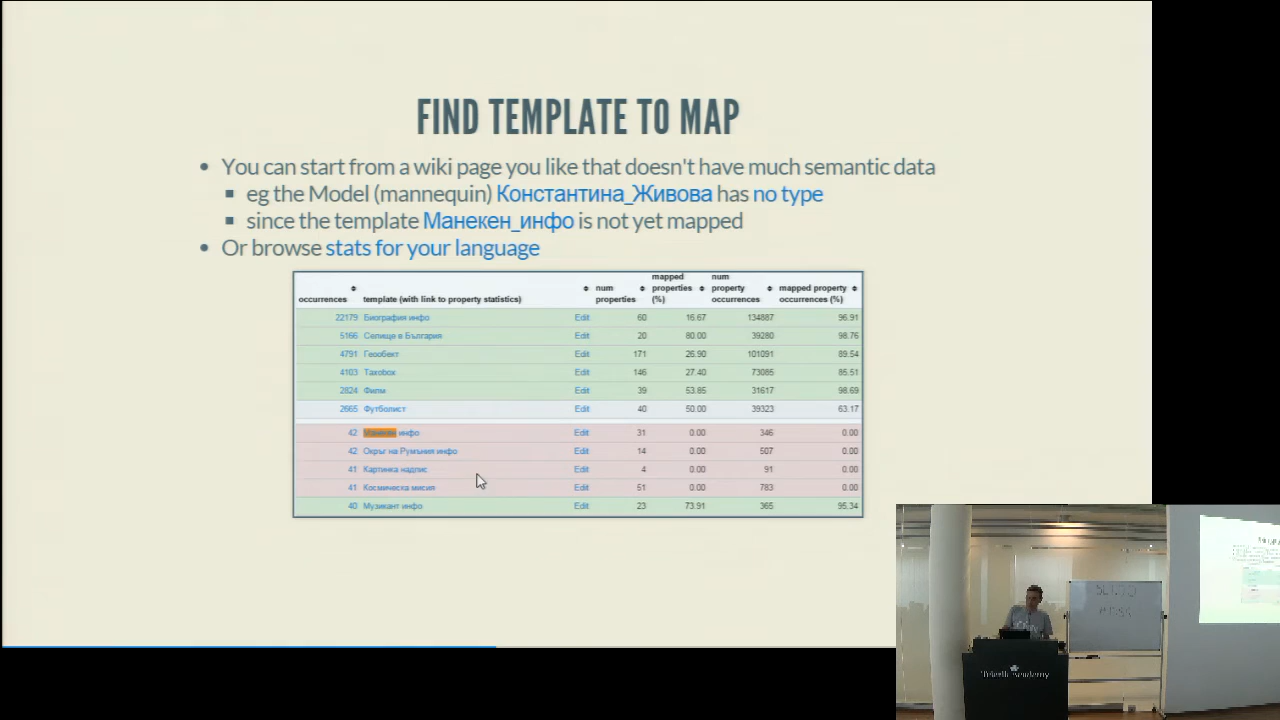 FIND TEMPLATE TO MAP
You can start from a wiki page you like that doesn't have much semantic data
eg the Model (mannequin) Константина_Живова has no type
since the template Манекен_инфо is not yet mapped
Or browse stats for your language
occurrences template (with link to property statistics) num properties mapped properties (%) num property occurrences mapped property occurrences (%)
22179 Биография инфо Edit 60 16.67 134887 96.91
5166 Селище в България Edit 20 80.00 39280 98.76
4791 Геообект Edit 171 26.90 101091 89.54
4103 Taxobox Edit 146 27.40 73085 85.51
2824 Филм Edit 39 53.85 31617 98.69
2665 Футболист Edit 40 50.00 39323 63.17
42 Манекен инфо Edit 31 0.00 346 0.00
42 Окръг на Румъния инфо Edit 14 0.00 507 0.00
41 Картинка надпис Edit 4 0.00 91 0.00
41 Космическа мисия Edit 51 0.00 783 0.00
40 Музикант инфо Edit 23 73.91 365 95.34
Telerik Academy